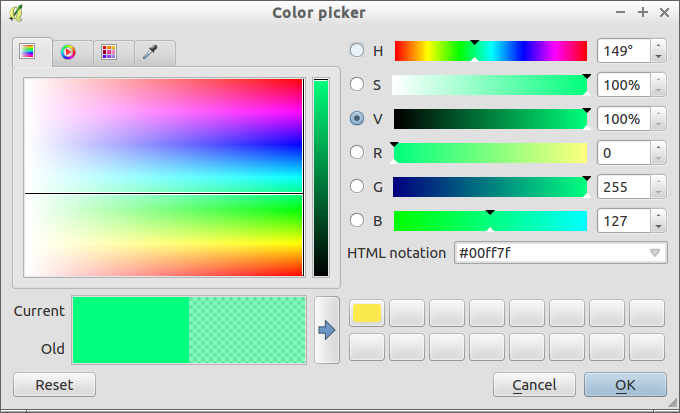 Color picker
H 149°
S 100%
V 100%
R 0
G 255
B 127
HTML notation #00ff7f
Current
Old
Reset Cancel OK